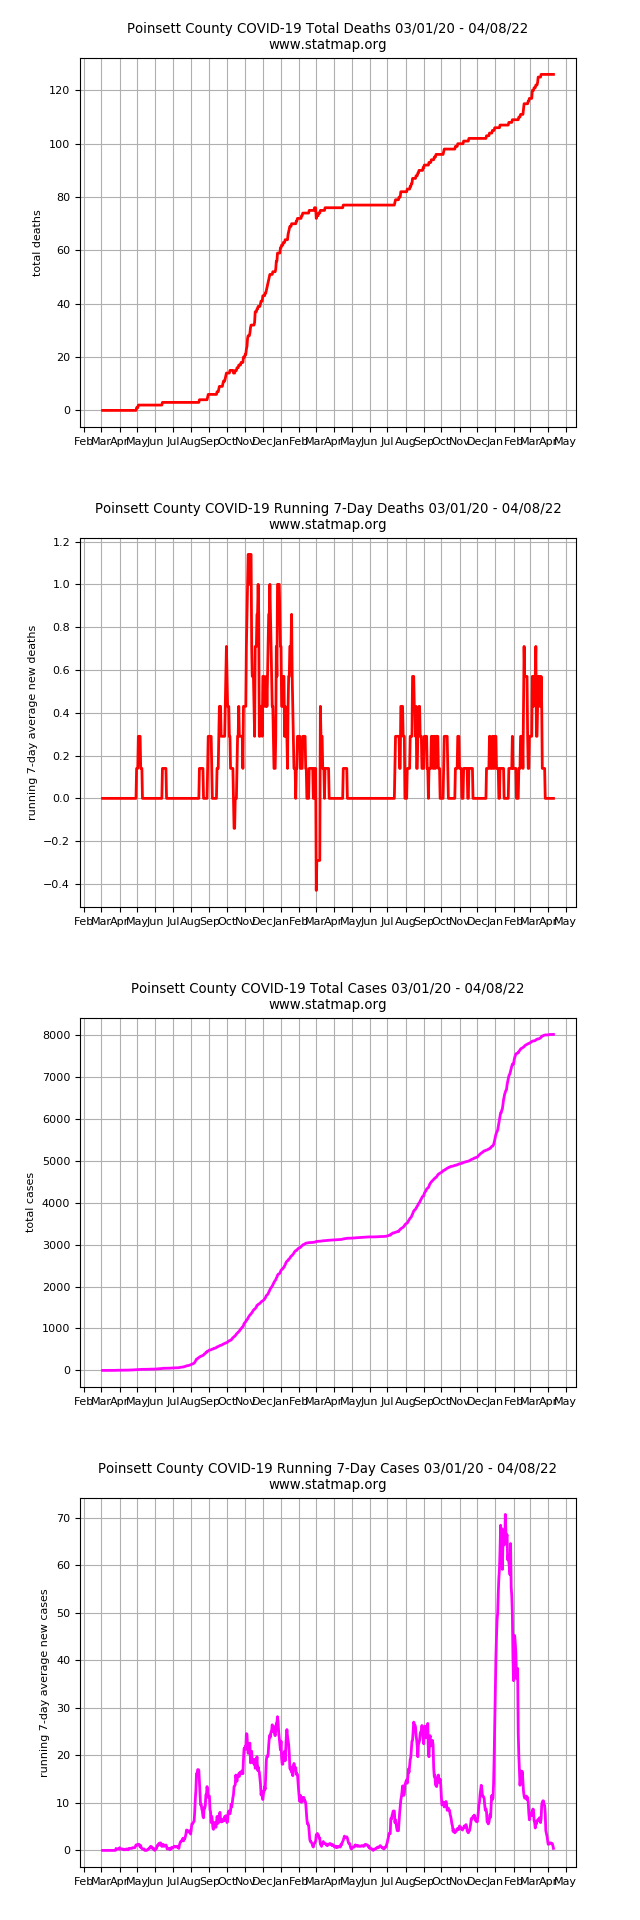 Poinsett County COVID-19 Total Deaths 03/01/20 - 04/08/22
www.statmap.org
120
100
80
60
40
20
0
total deaths
Feb Mar Apr May Jun Jul Aug Sep Oct Nov Dec Jan Feb Mar Apr May Jun Jul Aug Sep Oct Nov Dec Jan Feb Mar Apr May
Poinsett County COVID-19 Running 7-Day Deaths 03/01/20 - 04/08/22
www.statmap.org
1.2
1.0
0.8
0.6
0.4
0.2
0.0
−0.2
−0.4
running 7-day average new deaths
Feb Mar Apr May Jun Jul Aug Sep Oct Nov Dec Jan Feb Mar Apr May Jun Jul Aug Sep Oct Nov Dec Jan Feb Mar Apr May
Poinsett County COVID-19 Total Cases 03/01/20 - 04/08/22
www.statmap.org
8000
7000
6000
5000
4000
3000
2000
1000
0
total cases
Feb Mar Apr May Jun Jul Aug Sep Oct Nov Dec Jan Feb Mar Apr May Jun Jul Aug Sep Oct Nov Dec Jan Feb Mar Apr May
Poinsett County COVID-19 Running 7-Day Cases 03/01/20 - 04/08/22
www.statmap.org
70
60
50
40
30
20
10
0
running 7-day average new cases
Feb Mar Apr May Jun Jul Aug Sep Oct Nov Dec Jan Feb Mar Apr May Jun Jul Aug Sep Oct Nov Dec Jan Feb Mar Apr May